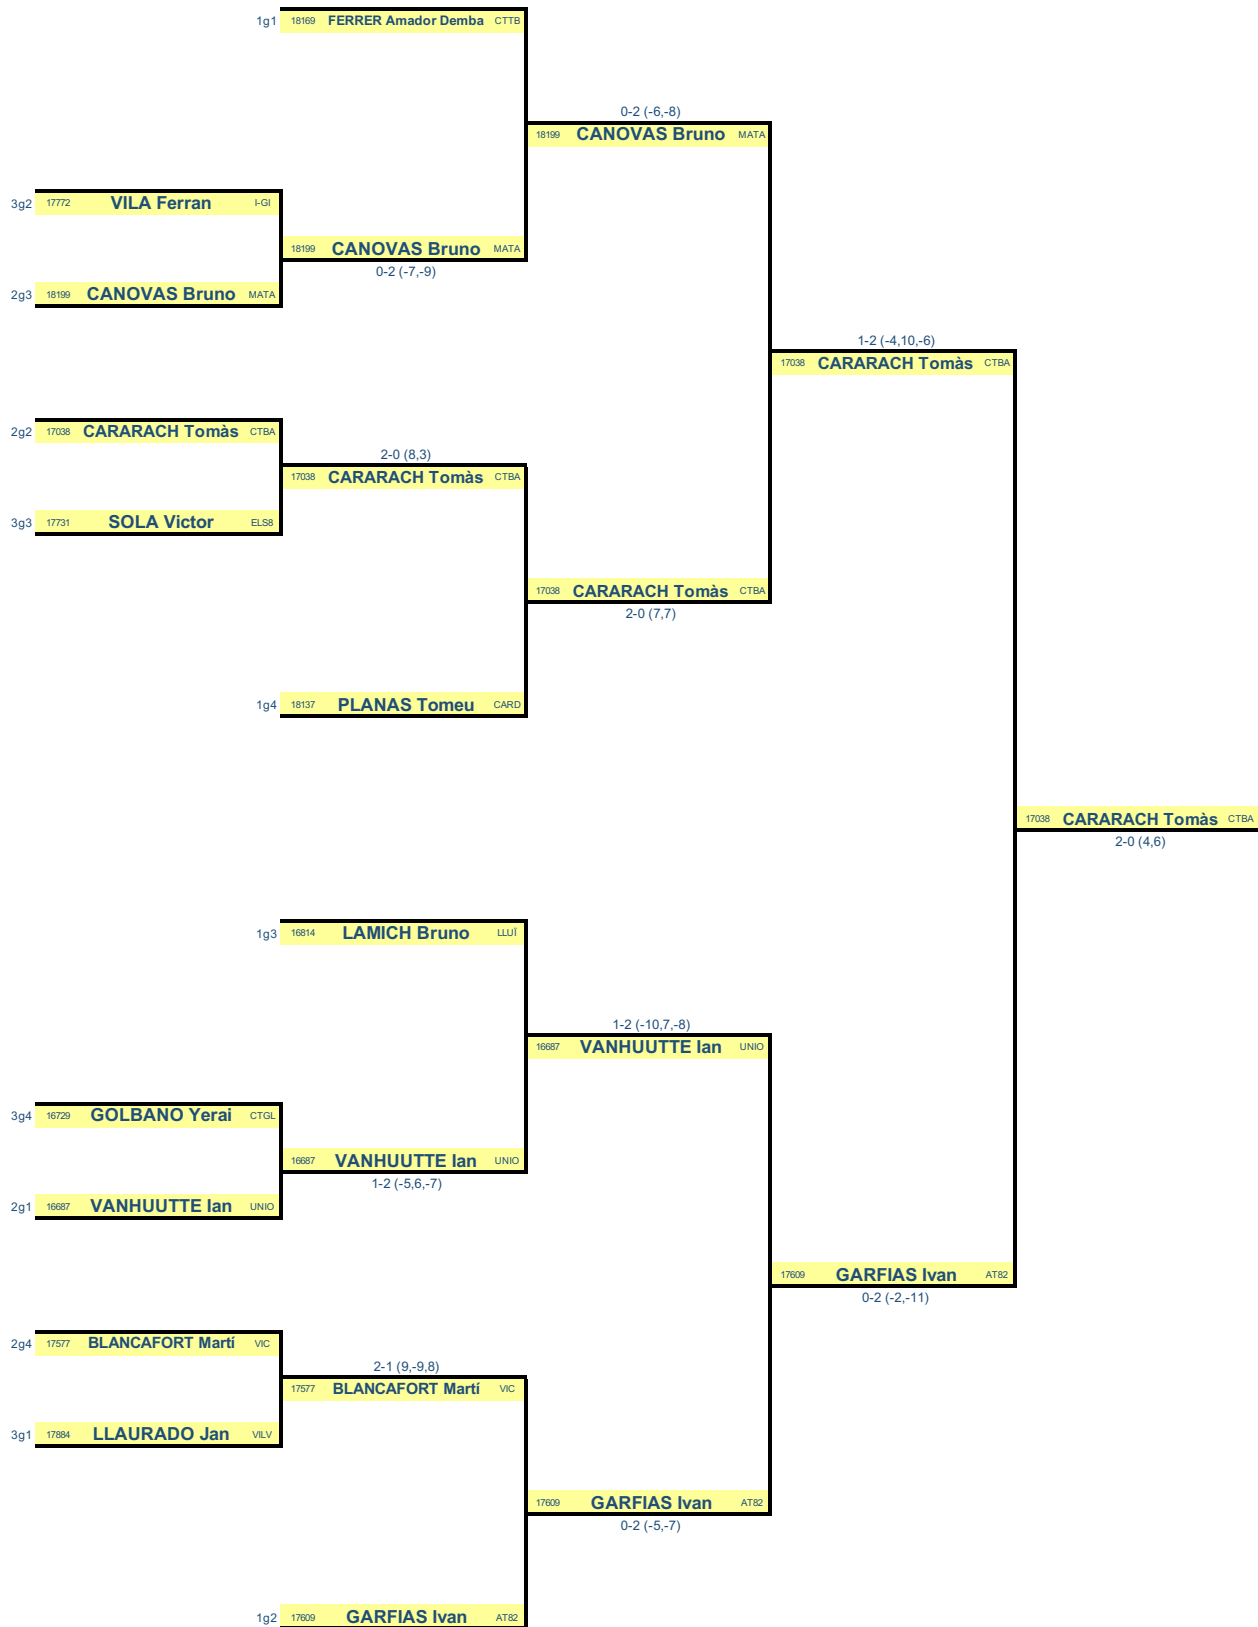 1g1 18169 FERRER Amador Demba CTTB
0-2 (-6,-8)
18199 CANOVAS Bruno MATA
3g2 17772 VILA Ferran I-GI
18199 CANOVAS Bruno MATA
0-2 (-7,-9)
2g3 18199 CANOVAS Bruno MATA
1-2 (-4,10,-6)
17038 CARARACH Tomàs CTBA
2g2 17038 CARARACH Tomàs CTBA
2-0 (8,3)
17038 CARARACH Tomàs CTBA
3g3 17731 SOLA Victor ELS8
17038 CARARACH Tomàs CTBA
2-0 (7,7)
1g4 18137 PLANAS Tomeu CARD
17038 CARARACH Tomàs CTBA
2-0 (4,6)
1g3 16814 LAMICH Bruno LLUÏ
1-2 (-10,7,-8)
16687 VANHUUTTE Ian UNIO
3g4 16729 GOLBANO Yerai CTGL
16687 VANHUUTTE Ian UNIO
1-2 (-5,6,-7)
2g1 16687 VANHUUTTE Ian UNIO
17609 GARFIAS Ivan AT82
0-2 (-2,-11)
2g4 17577 BLANCAFORT Martí VIC
2-1 (9,-9,8)
17577 BLANCAFORT Martí VIC
3g1 17884 LLAURADO Jan VILV
17609 GARFIAS Ivan AT82
0-2 (-5,-7)
1g2 17609 GARFIAS Ivan AT82